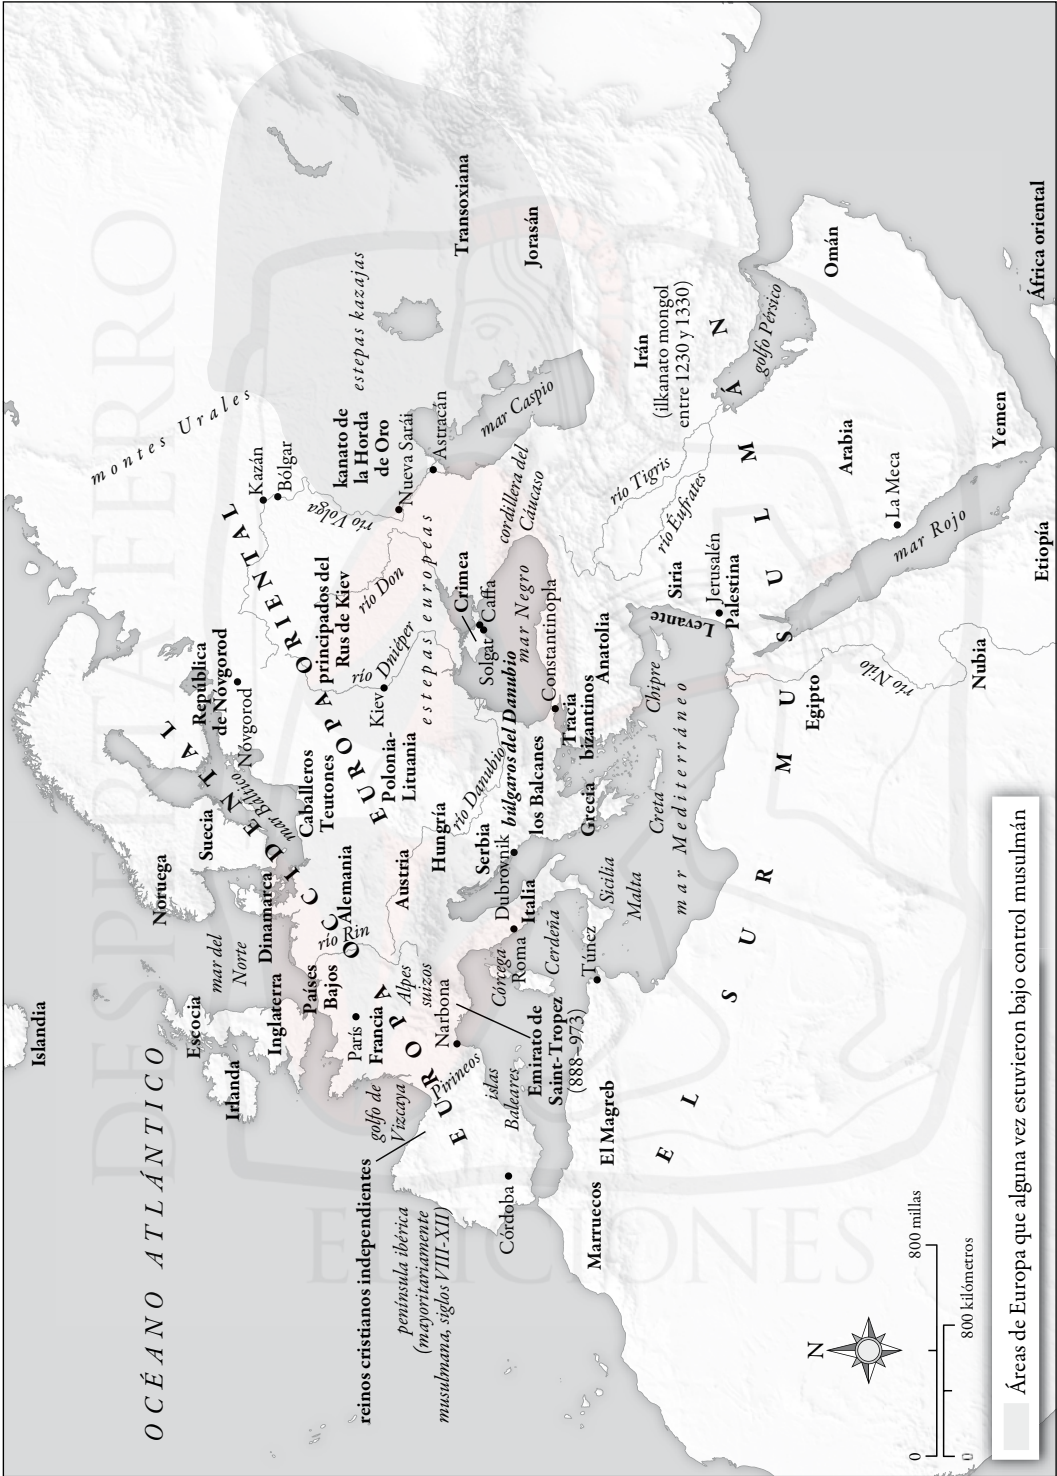 DESPERTA FERRO
EDICIONES
OCÉANO ATLÁNTICO
Islandia
Noruega
Suecia
Escocia
Irlanda
Inglaterra
mar del
Norte
Dinamarca
mar Báltico
Países
Bajos
río Rin
Alemania
Caballeros
Teutones
República
de Nóvgorod
Nóvgorod
montes Urales
Kazán
Bólgar
río Volga
kanato de
la Horda
de Oro
estepas kazajas
Nueva Sarái
Astracán
mar Caspio
Transoxiana
Jorasán
EUROPA OCCIDENTAL
EUROPA ORIENTAL
principados del
Rus de Kiev
río Don
río Dniéper
Kiev
estepas europeas
Polonia-
Lituania
Crimea
Solgat
Caffa
cordillera del
Cáucaso
mar Negro
París
Francia
Alpes
suizos
Austria
Hungría
río Danubio
búlgaros del Danubio
Serbia
los Balcanes
Dubrovnik
Constantinopla
Tracia
bizantinos
Anatolia
Grecia
golfo de
Vizcaya
Pirineos
Narbona
Córcega
Roma
Italia
Cerdeña
Emirato de
Saint-Tropez
(888–973)
islas
Baleares
reinos cristianos independientes
península ibérica
(mayoritariamente
musulmana, siglos VIII-XII)
Córdoba
Túnez
Sicilia
Malta
Creta
Chipre
mar Mediterráneo
Levante
Siria
Jerusalén
Palestina
río Tigris
río Éufrates
Irán
(ilkanato mongol
entre 1230 y 1330)
golfo Pérsico
Omán
Arabia
La Meca
Yemen
mar Rojo
Marruecos
El Magreb
EL SUR MUSULMÁN
Egipto
río Nilo
Nubia
Etiopía
África oriental
N
0
800 millas
0
800 kilómetros
Áreas de Europa que alguna vez estuvieron bajo control musulmán